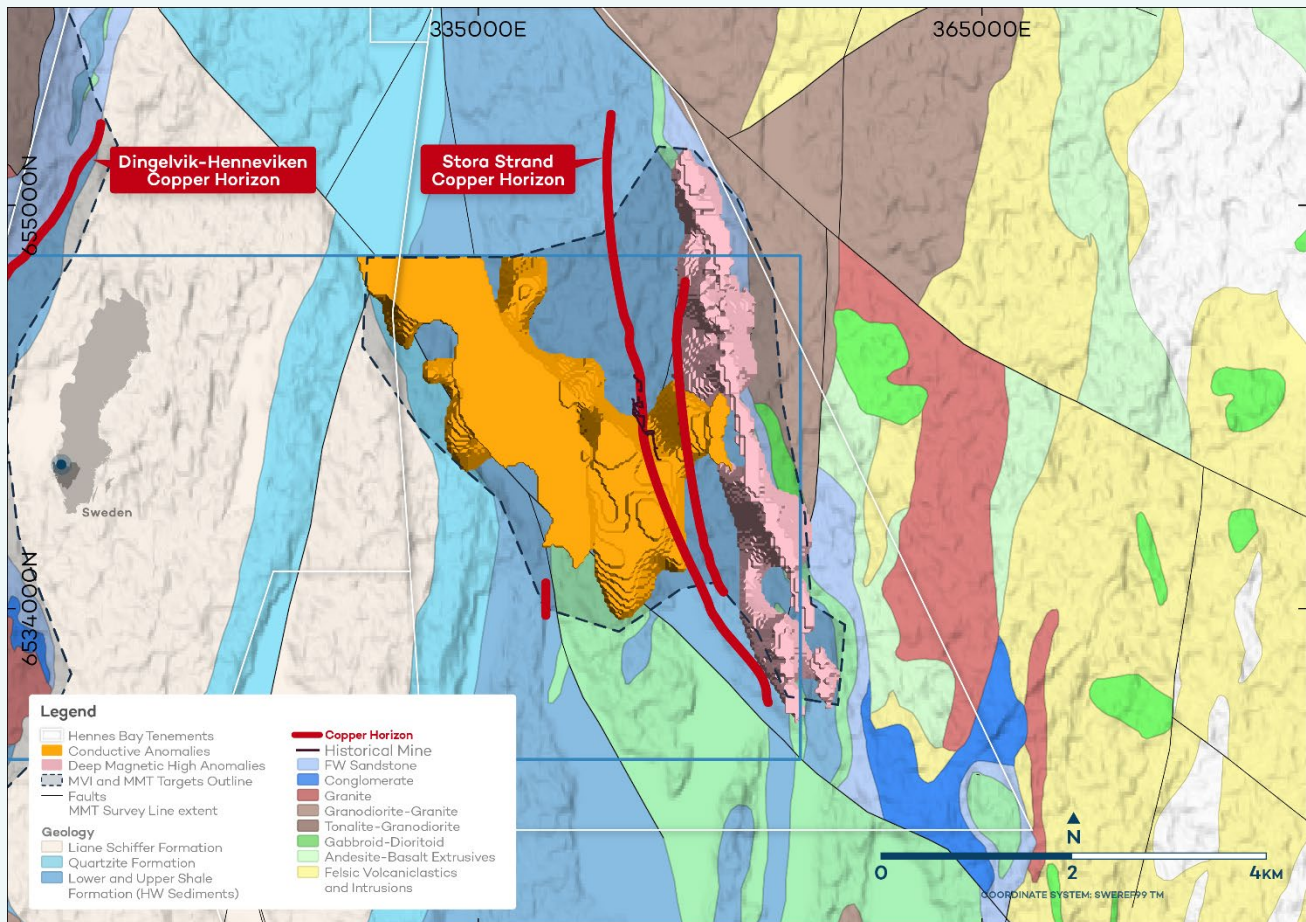 335000E
365000E
Dingelvik-Henneviken
Copper Horizon
Stora Strand
Copper Horizon
655000N
Sweden
6534000N
Legend
Hennes Bay Tenements
Conductive Anomalies
Deep Magnetic High Anomalies
MVI and MMT Targets Outline
Faults
MMT Survey Line extent
Geology
Liane Schiffer Formation
Quartzite Formation
Lower and Upper Shale
Formation (HW Sediments)
Copper Horizon
Historical Mine
FW Sandstone
Conglomerate
Granite
Granodiorite-Granite
Tonalite-Granodiorite
Gabbroid-Dioritoid
Andesite-Basalt Extrusives
Felsic Volcaniclastics
and Intrusions
N
0 2 4KM
COORDINATE SYSTEM: SWEREF99 TM